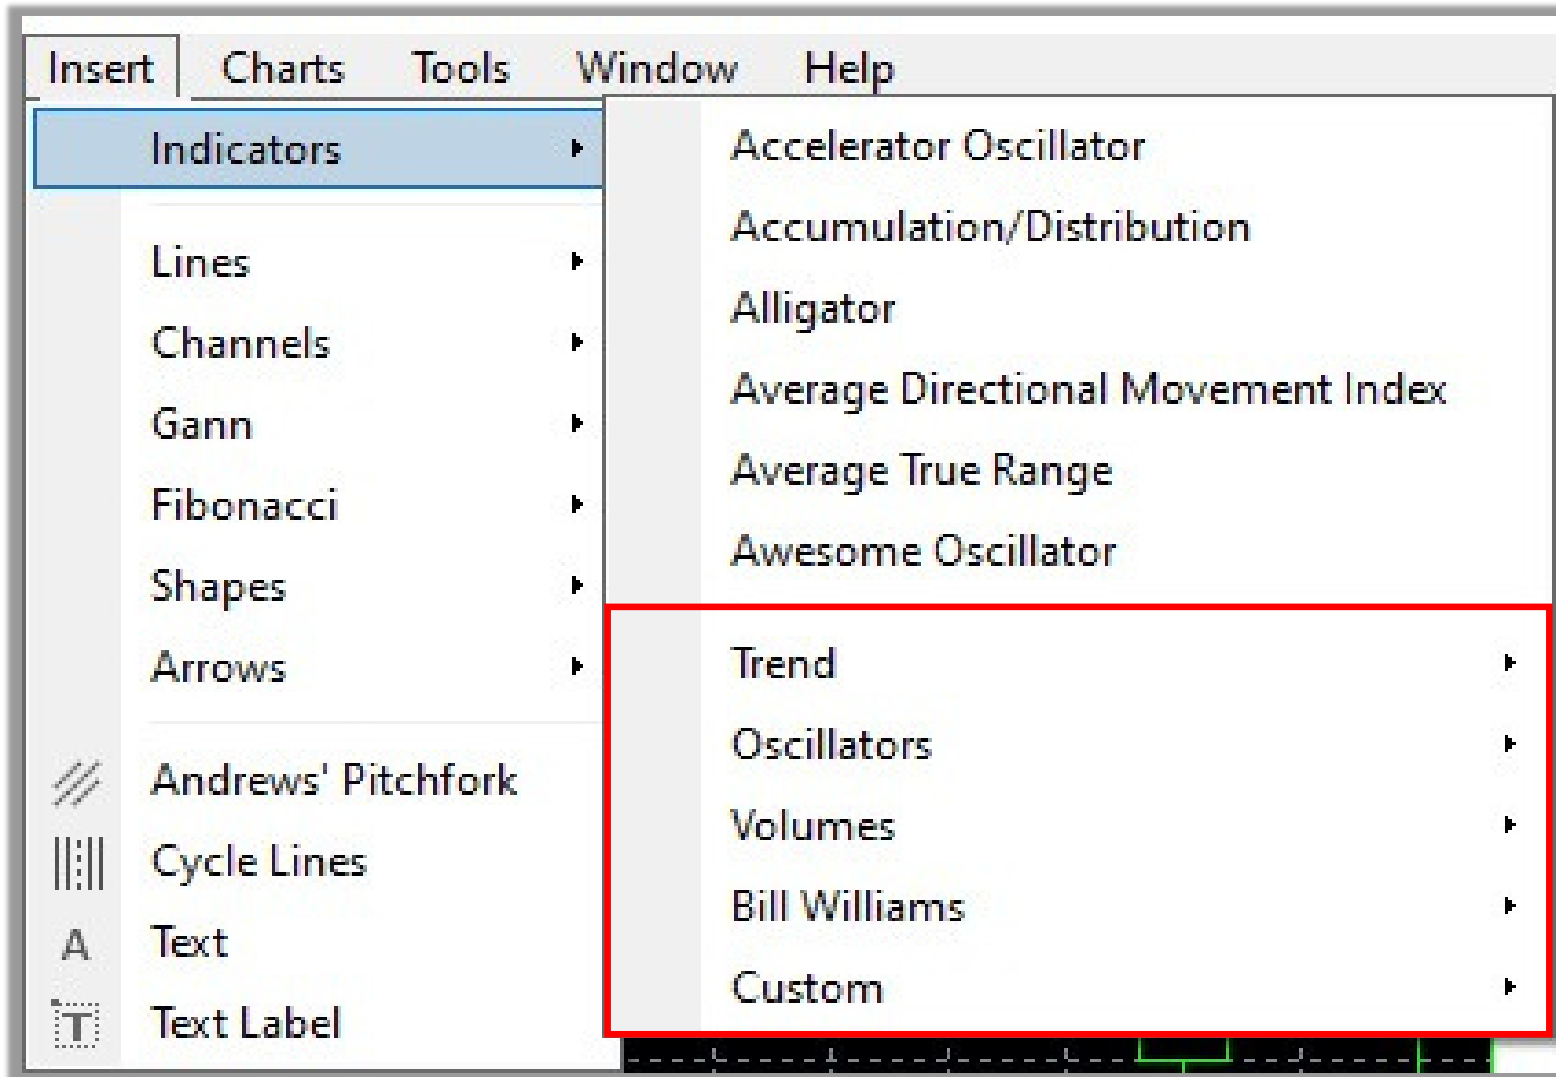 Insert Charts Tools Window Help
Indicators
Lines
Channels
Gann
Fibonacci
Shapes
Arrows
Andrews' Pitchfork
Cycle Lines
A Text
T Text Label
Accelerator Oscillator
Accumulation/Distribution
Alligator
Average Directional Movement Index
Average True Range
Awesome Oscillator
Trend
Oscillators
Volumes
Bill Williams
Custom